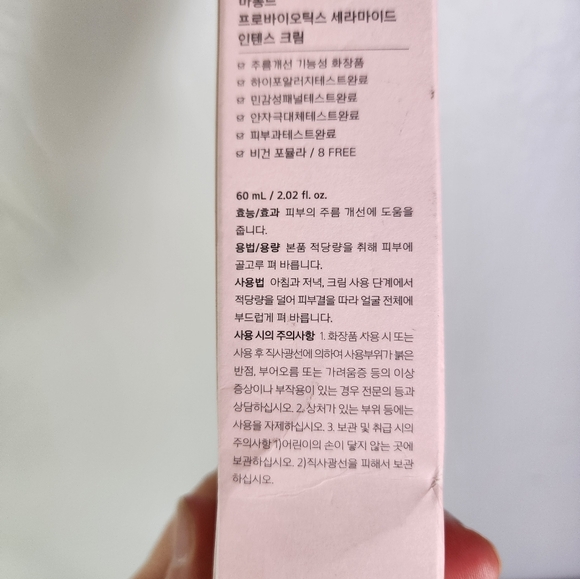 마몽드
프로바이오틱스 세라마이드
인텐스 크림
주름개선 기능성 화장품
하이포알러지테스트완료
민감성패널테스트완료
안자극대체테스트완료
피부과테스트완료
비건 포뮬라 / 8 FREE
60 mL / 2.02 fl. oz.
효능/효과 피부의 주름 개선에 도움을
줍니다.
용법/용량 본품 적당량을 취해 피부에
골고루 펴 바릅니다.
사용법 아침과 저녁, 크림 사용 단계에서
적당량을 덜어 피부결을 따라 얼굴 전체에
부드럽게 펴 바릅니다.
사용 시의 주의사항 1. 화장품 사용 시 또는
사용 후 직사광선에 의하여 사용부위가 붉은
반점, 부어오름 또는 가려움증 등의 이상
증상이나 부작용이 있는 경우 전문의 등과
상담하십시오. 2. 상처가 있는 부위 등에는
사용을 자제하십시오. 3. 보관 및 취급 시의
주의사항 1)어린이의 손이 닿지 않는 곳에
보관하십시오. 2)직사광선을 피해서 보관
하십시오.